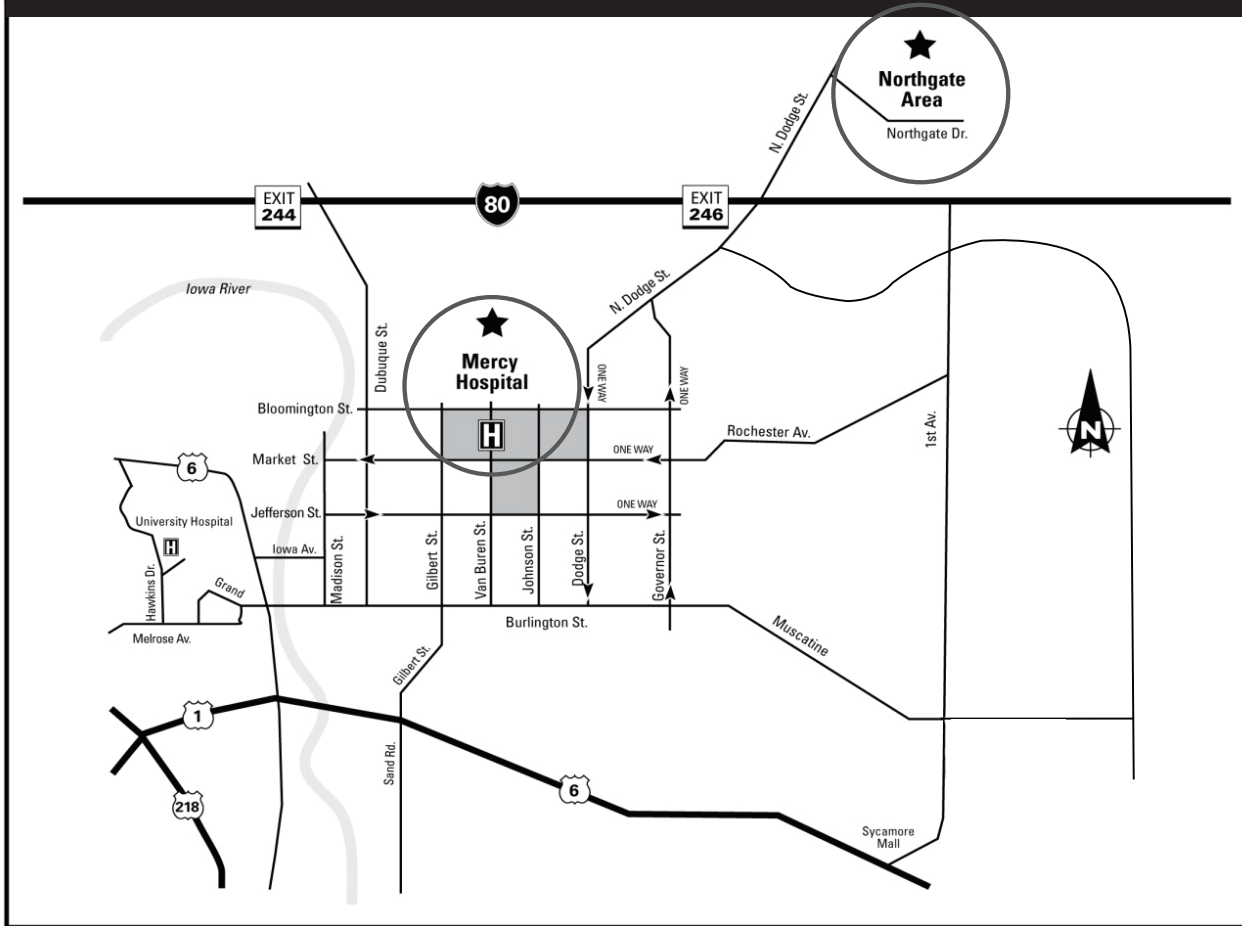 Northgate
Area
Northgate Dr.
N. Dodge St.
EXIT
244
80
EXIT
246
Iowa River
N. Dodge St.
Dubuque St.
Mercy
Hospital
ONE WAY
ONE WAY
Bloomington St.
H
Rochester Av.
1st Av.
N
Market St.
ONE WAY
6
Jefferson St.
ONE WAY
University Hospital
H
Iowa Av.
Madison St.
Gilbert St.
Van Buren St.
Johnson St.
Dodge St.
Governor St.
Hawkins Dr.
Grand
Melrose Av.
Burlington St.
Muscatine
Gilbert St.
1
Sand Rd.
6
218
Sycamore
Mall